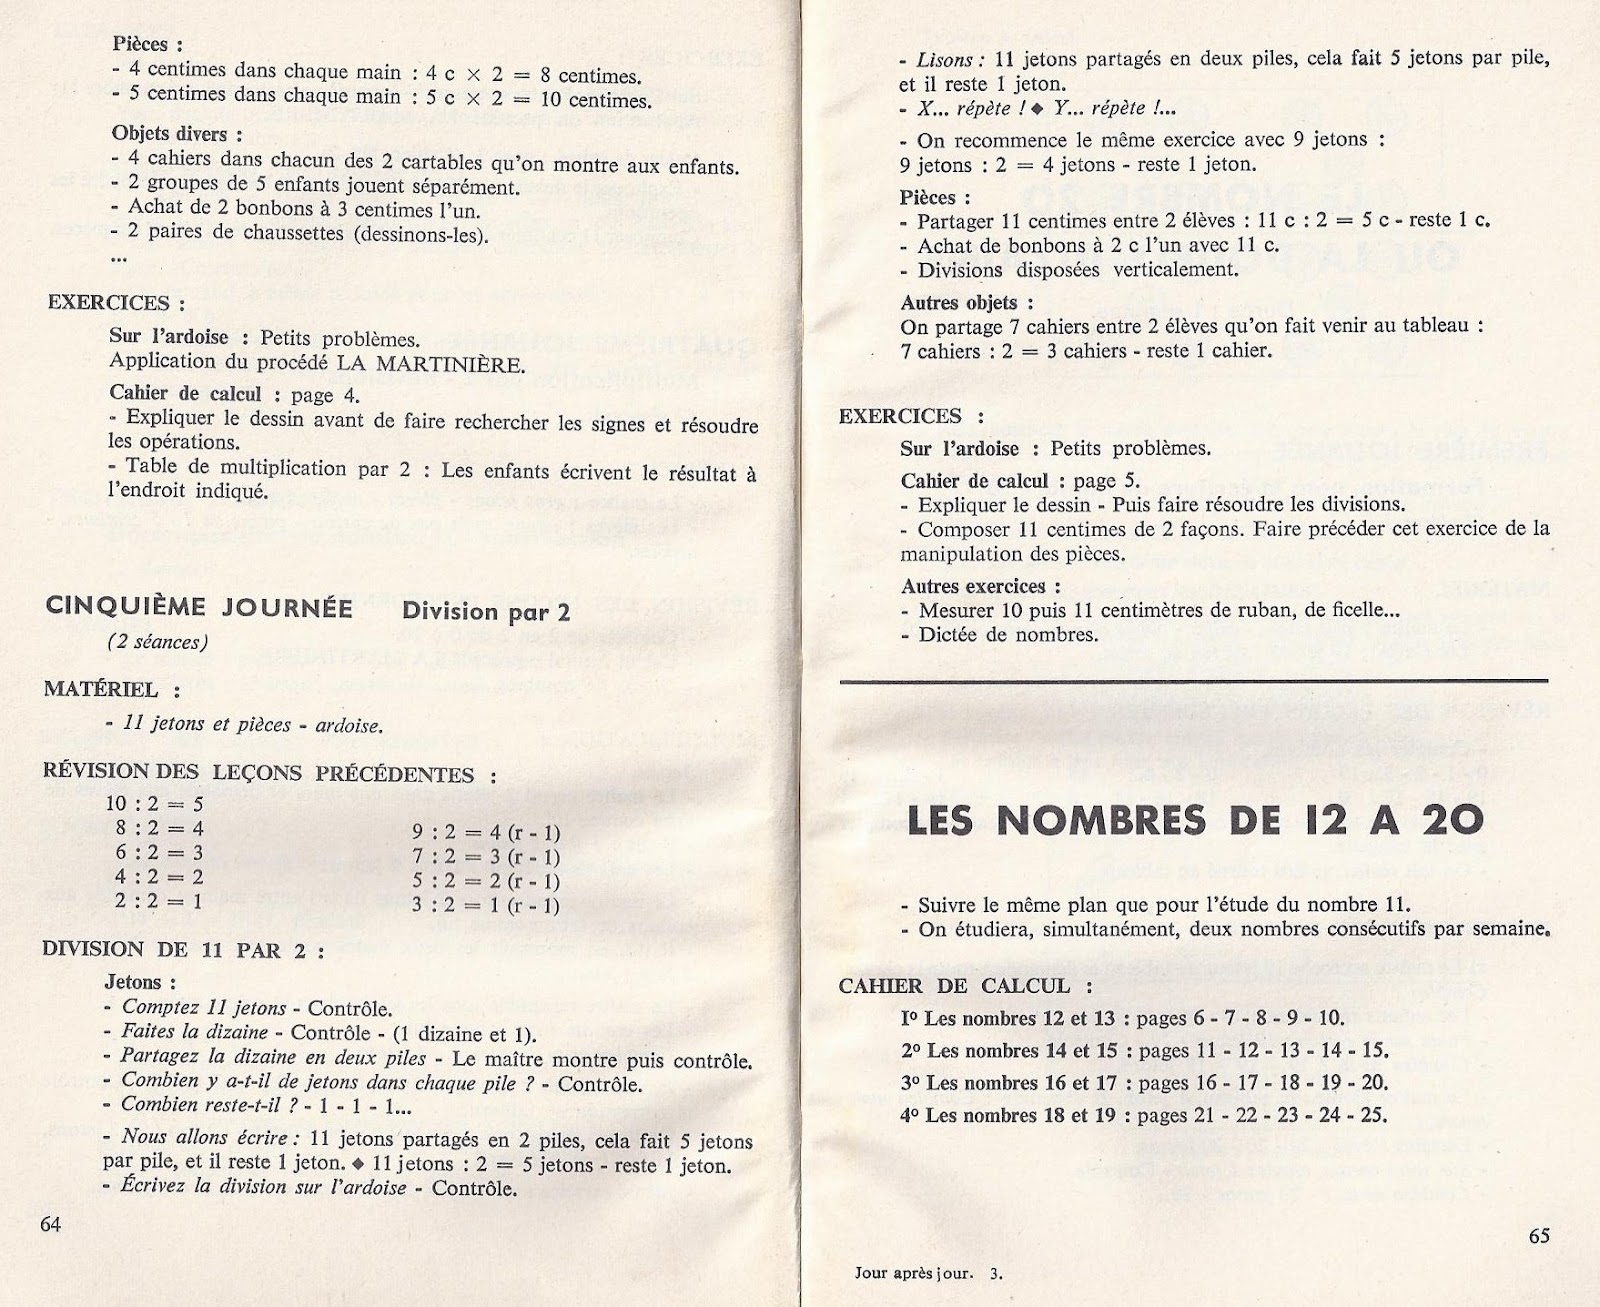 Pièces :
- 4 centimes dans chaque main : 4 c × 2 = 8 centimes.
- 5 centimes dans chaque main : 5 c × 2 = 10 centimes.
Objets divers :
- 4 cahiers dans chacun des 2 cartables qu'on montre aux enfants.
- 2 groupes de 5 enfants jouent séparément.
- Achat de 2 bonbons à 3 centimes l'un.
- 2 paires de chaussettes (dessinons-les).
...
EXERCICES :
Sur l'ardoise : Petits problèmes.
Application du procédé LA MARTINIÈRE.
Cahier de calcul : page 4.
- Expliquer le dessin avant de faire rechercher les signes et résoudre
les opérations.
- Table de multiplication par 2 : Les enfants écrivent le résultat à
l'endroit indiqué.
CINQUIÈME JOURNÉE Division par 2
(2 séances)
MATÉRIEL :
- 11 jetons et pièces - ardoise.
RÉVISION DES LEÇONS PRÉCÉDENTES :
10 : 2 = 5
8 : 2 = 4 9 : 2 = 4 (r - 1)
6 : 2 = 3 7 : 2 = 3 (r - 1)
4 : 2 = 2 5 : 2 = 2 (r - 1)
2 : 2 = 1 3 : 2 = 1 (r - 1)
DIVISION DE 11 PAR 2 :
Jetons :
- Comptez 11 jetons - Contrôle.
- Faites la dizaine - Contrôle - (1 dizaine et 1).
- Partagez la dizaine en deux piles - Le maître montre puis contrôle.
- Combien y a-t-il de jetons dans chaque pile ? - Contrôle.
- Combien reste-t-il ? - 1 - 1 - 1...
- Nous allons écrire : 11 jetons partagés en 2 piles, cela fait 5 jetons
par pile, et il reste 1 jeton. ◆ 11 jetons : 2 = 5 jetons - reste 1 jeton.
- Écrivez la division sur l'ardoise - Contrôle.
64
- Lisons : 11 jetons partagés en deux piles, cela fait 5 jetons par pile,
et il reste 1 jeton.
- X... répète ! ◆ Y... répète !...
- On recommence le même exercice avec 9 jetons :
9 jetons : 2 = 4 jetons - reste 1 jeton.
Pièces :
- Partager 11 centimes entre 2 élèves : 11 c : 2 = 5 c - reste 1 c.
- Achat de bonbons à 2 c l'un avec 11 c.
- Divisions disposées verticalement.
Autres objets :
On partage 7 cahiers entre 2 élèves qu'on fait venir au tableau :
7 cahiers : 2 = 3 cahiers - reste 1 cahier.
EXERCICES :
Sur l'ardoise : Petits problèmes.
Cahier de calcul : page 5.
- Expliquer le dessin - Puis faire résoudre les divisions.
- Composer 11 centimes de 2 façons. Faire précéder cet exercice de la
manipulation des pièces.
Autres exercices :
- Mesurer 10 puis 11 centimètres de ruban, de ficelle...
- Dictée de nombres.
LES NOMBRES DE 12 A 20
- Suivre le même plan que pour l'étude du nombre 11.
- On étudiera, simultanément, deux nombres consécutifs par semaine.
CAHIER DE CALCUL :
1º Les nombres 12 et 13 : pages 6 - 7 - 8 - 9 - 10.
2º Les nombres 14 et 15 : pages 11 - 12 - 13 - 14 - 15.
3º Les nombres 16 et 17 : pages 16 - 17 - 18 - 19 - 20.
4º Les nombres 18 et 19 : pages 21 - 22 - 23 - 24 - 25.
65
Jour après jour. 3.